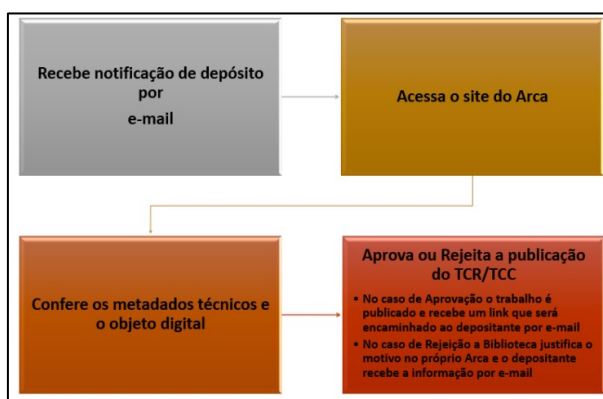 Recebe notificação de depósito
por
e-mail
Acessa o site do Arca
Confere os metadados técnicos e
o objeto digital
Aprova ou Rejeita a publicação
do TCR/TCC
• No caso de Aprovação o trabalho é
publicado e recebe um link que será
encaminhado ao depositante por e-mail
• No caso de Rejeição a Biblioteca justifica o
motivo no próprio Arca e o depositante
recebe a informação por e-mail